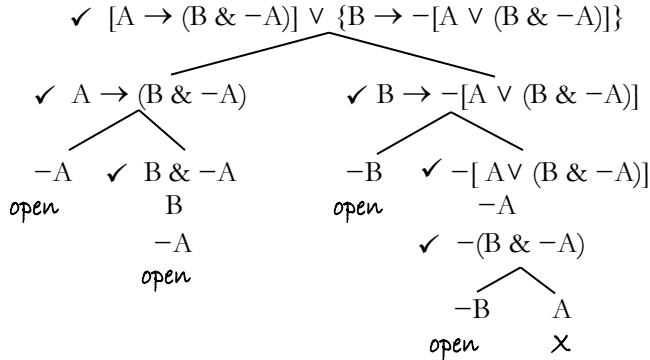 ✓ [A → (B & −A)] ∨ {B → −[A ∨ (B & −A)]}
✓ A → (B & −A) ✓ B → −[A ∨ (B & −A)]
−A ✓ B & −A −B ✓ −[ A∨ (B & −A)]
open B open −A
−A ✓ −(B & −A)
open
−B A
open X